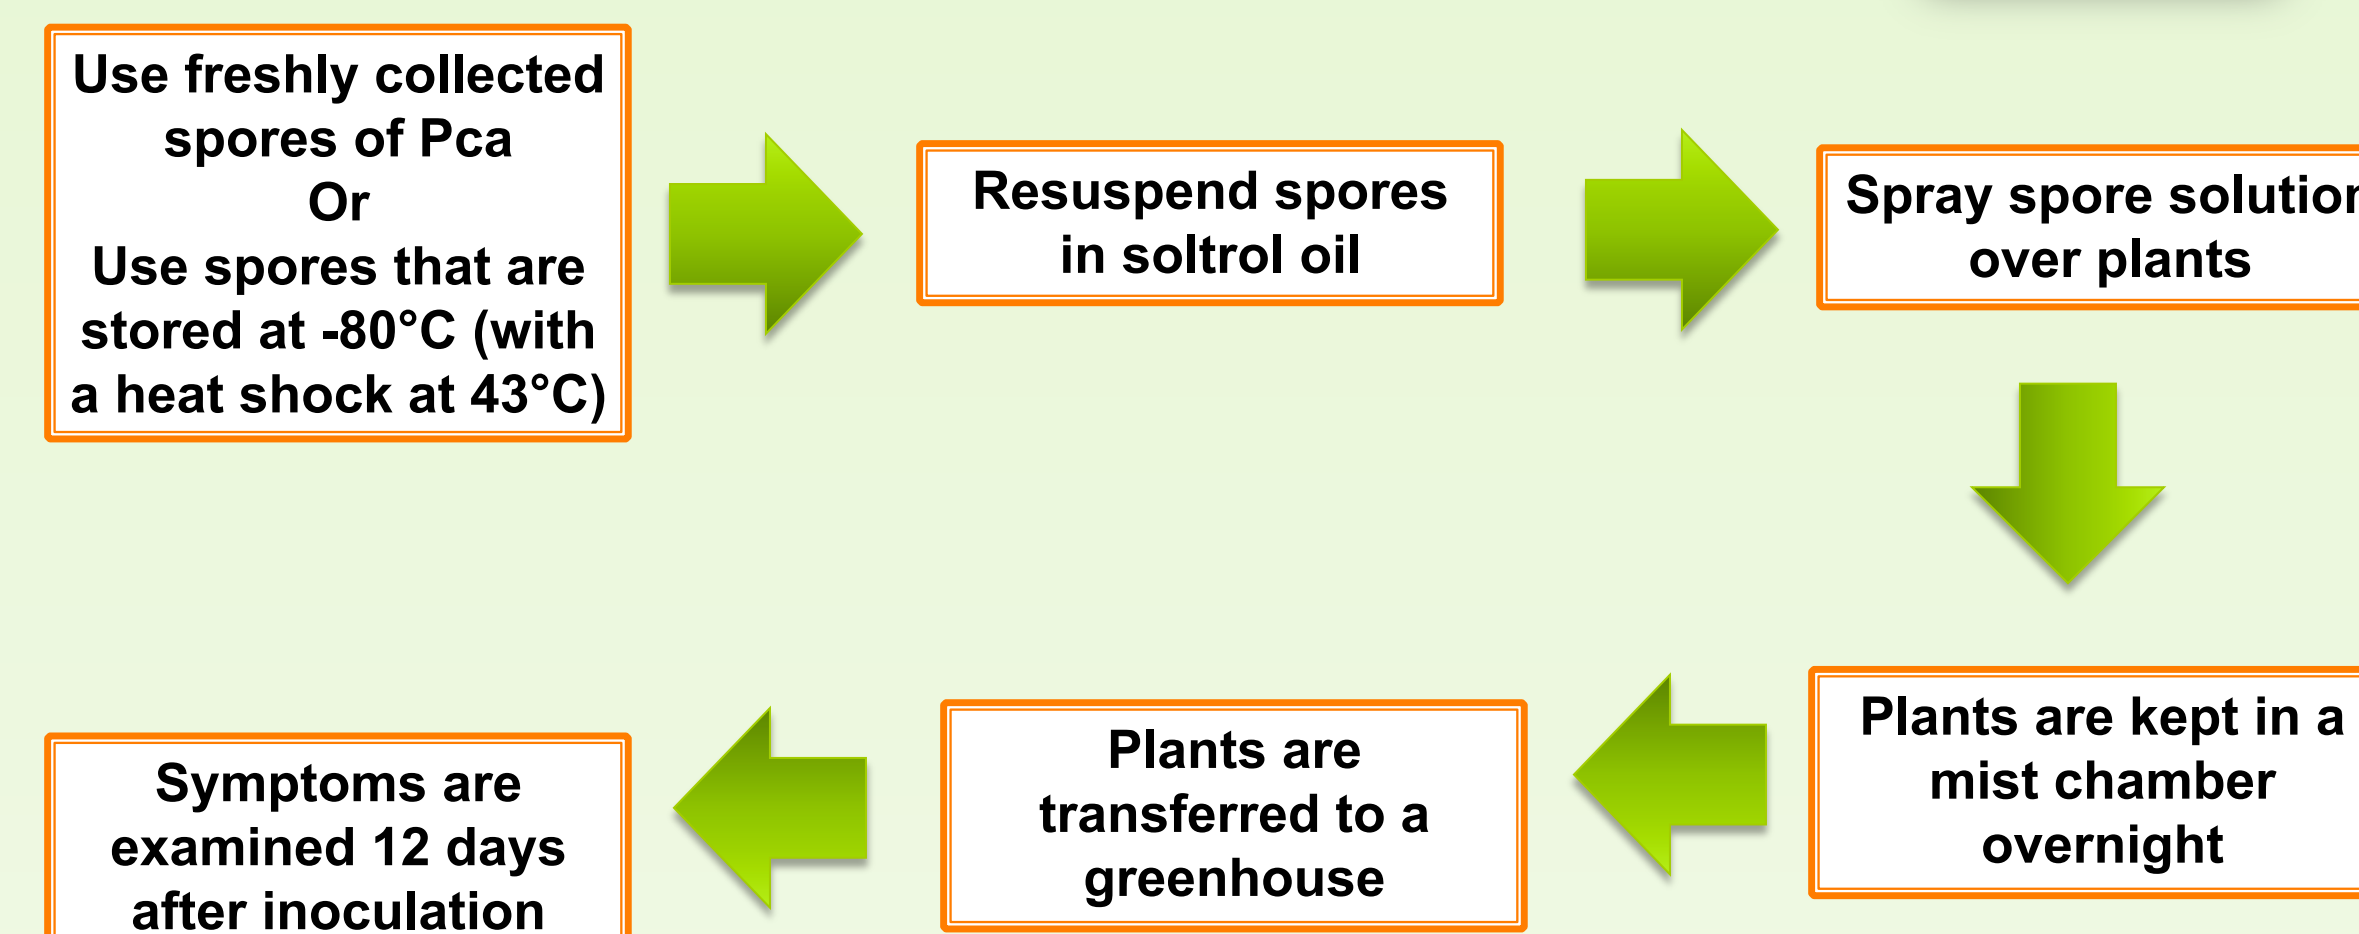 Use freshly collected
spores of Pca
Or
Use spores that are
stored at -80°C (with
a heat shock at 43°C)
Resuspend spores
in soltrol oil
Spray spore solution
over plants
Plants are kept in a
mist chamber
overnight
Plants are
transferred to a
greenhouse
Symptoms are
examined 12 days
after inoculation